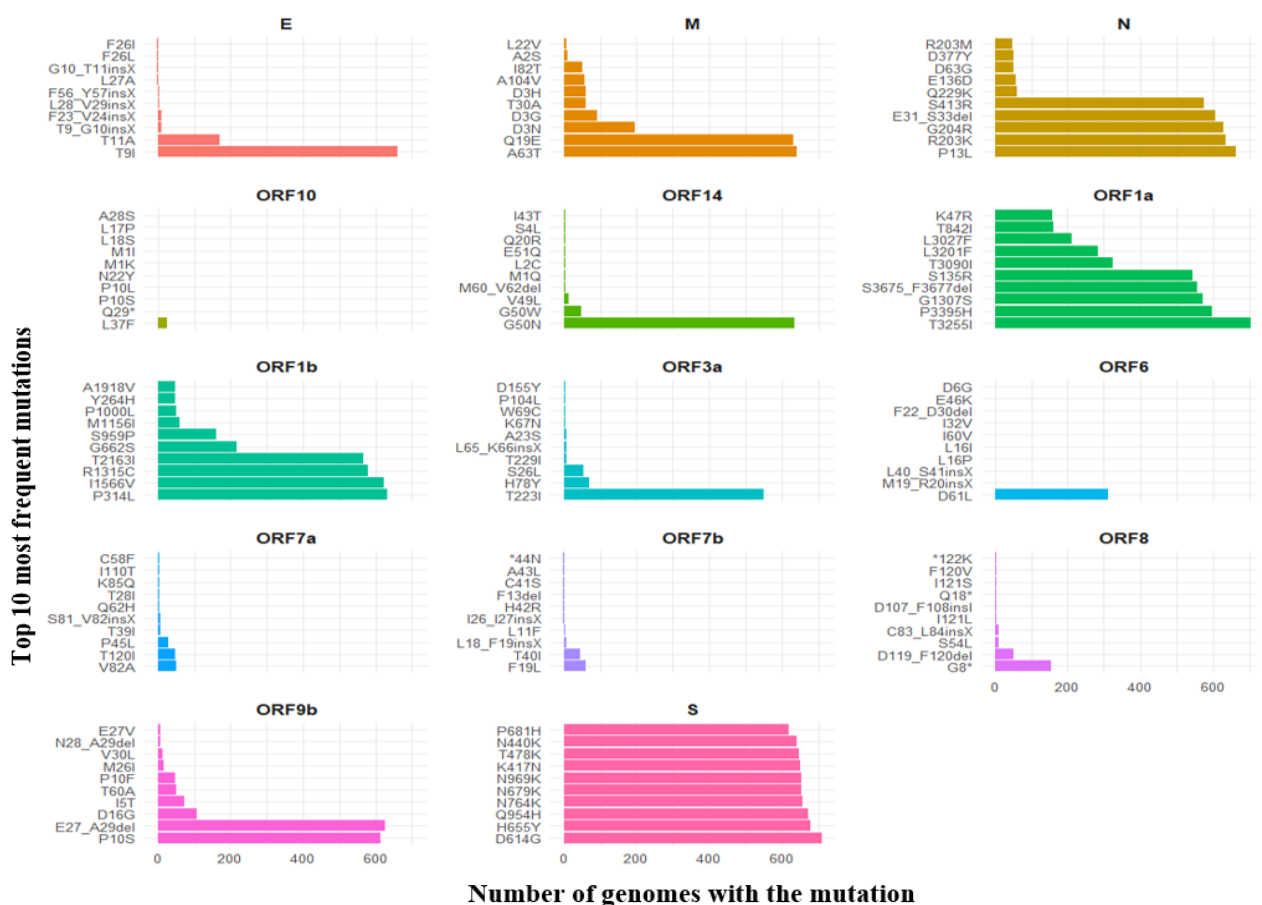 E
F26I
F26L
G10_T11insX
L27A
F56_Y57insX
L28_V29insX
F23_V24insX
T9_G10insX
T11A
T9I
M
L22V
A2S
I82T
A104V
D3H
T30A
D3G
D3N
Q19E
A63T
N
R203M
D377Y
D63G
E136D
Q229K
S413R
E31_S33del
G204R
R203K
P13L
ORF10
A28S
L17P
L18S
M1I
M1K
N22Y
P10L
P10S
Q29*
L37F
ORF14
I43T
S4L
Q20R
E51Q
L2C
M1Q
M60_V62del
V49L
G50W
G50N
ORF1a
K47R
T842I
L3027F
L3201F
T3090I
S135R
S3675_F3677del
G1307S
P3395H
T3255I
ORF1b
A1918V
Y264H
P1000L
M1156I
S959P
G662S
T2163I
R1315C
I1566V
P314L
ORF3a
D155Y
P104L
W69C
K67N
A23S
L65_K66insX
T229I
S26L
H78Y
T223I
ORF6
D6G
E46K
F22_D30del
I32V
I60V
L16I
L16P
L40_S41insX
M19_R20insX
D61L
ORF7a
C58F
I110T
K85Q
T28I
Q62H
S81_V82insX
T39I
P45L
T120I
V82A
ORF7b
*44N
A43L
C41S
F13del
H42R
I26_I27insX
L11F
L18_F19insX
T40I
F19L
ORF8
*122K
F120V
I121S
Q18*
D107_F108insI
I121L
C83_L84insX
S54L
D119_F120del
G8*
0 200 400 600
ORF9b
E27V
N28_A29del
V30L
M26I
P10F
T60A
I5T
D16G
E27_A29del
P10S
0 200 400 600
S
P681H
N440K
T478K
K417N
N969K
N679K
N764K
Q954H
H655Y
D614G
0 200 400 600
Top 10 most frequent mutations
Number of genomes with the mutation